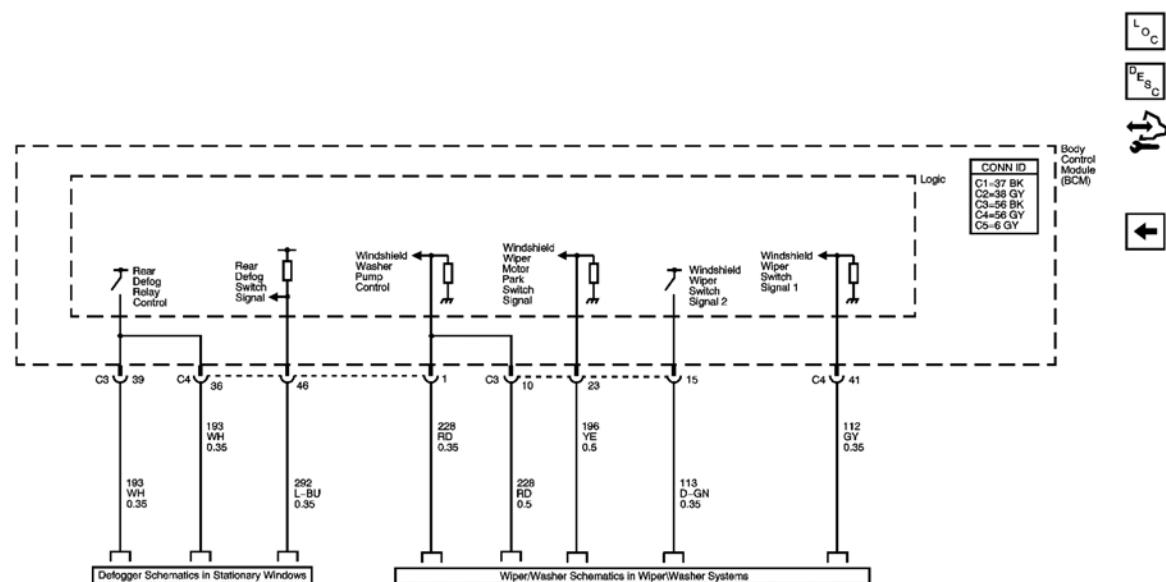 L
O
C
D
E
S
C
Body
Control
Module
(BCM)
CONN ID
C1=37 BK
C2=38 GY
C3=56 BK
C4=56 GY
C5=6 GY
Logic
Rear
Defog
Relay
Control
Rear
Defog
Switch
Signal
Windshield
Washer
Pump
Control
Windshield
Wiper
Motor
Park
Switch
Signal
Windshield
Wiper
Switch
Signal 2
Windshield
Wiper
Switch
Signal 1
C3 39
C4 36
46
1
C3 10
23
15
C4 41
193
WH
0.35
193
WH
0.35
292
L-BU
0.35
228
RD
0.35
228
RD
0.5
196
YE
0.5
113
D-GN
0.35
112
GY
0.35
Defogger Schematics in Stationary Windows
Wiper/Washer Schematics in Wiper\Washer Systems